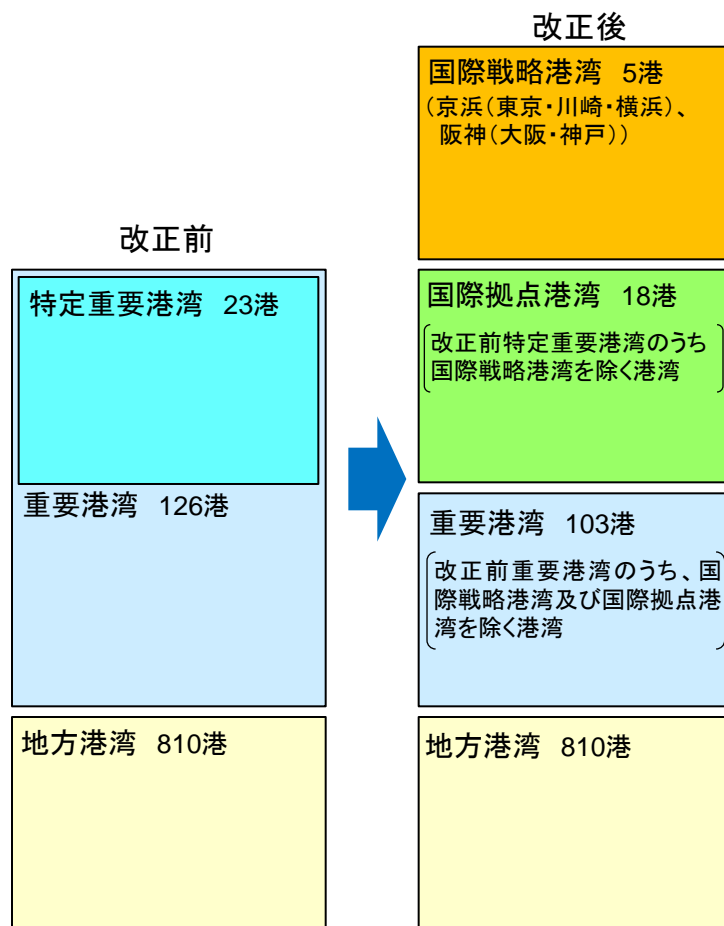 改正前
特定重要港湾 23港
重要港湾 126港
地方港湾 810港
改正後
国際戦略港湾 5港
(京浜(東京・川崎・横浜)、
阪神(大阪・神戸))
国際拠点港湾 18港
改正前特定重要港湾のうち
国際戦略港湾を除く港湾
重要港湾 103港
改正前重要港湾のうち、国
際戦略港湾及び国際拠点港
湾を除く港湾
地方港湾 810港